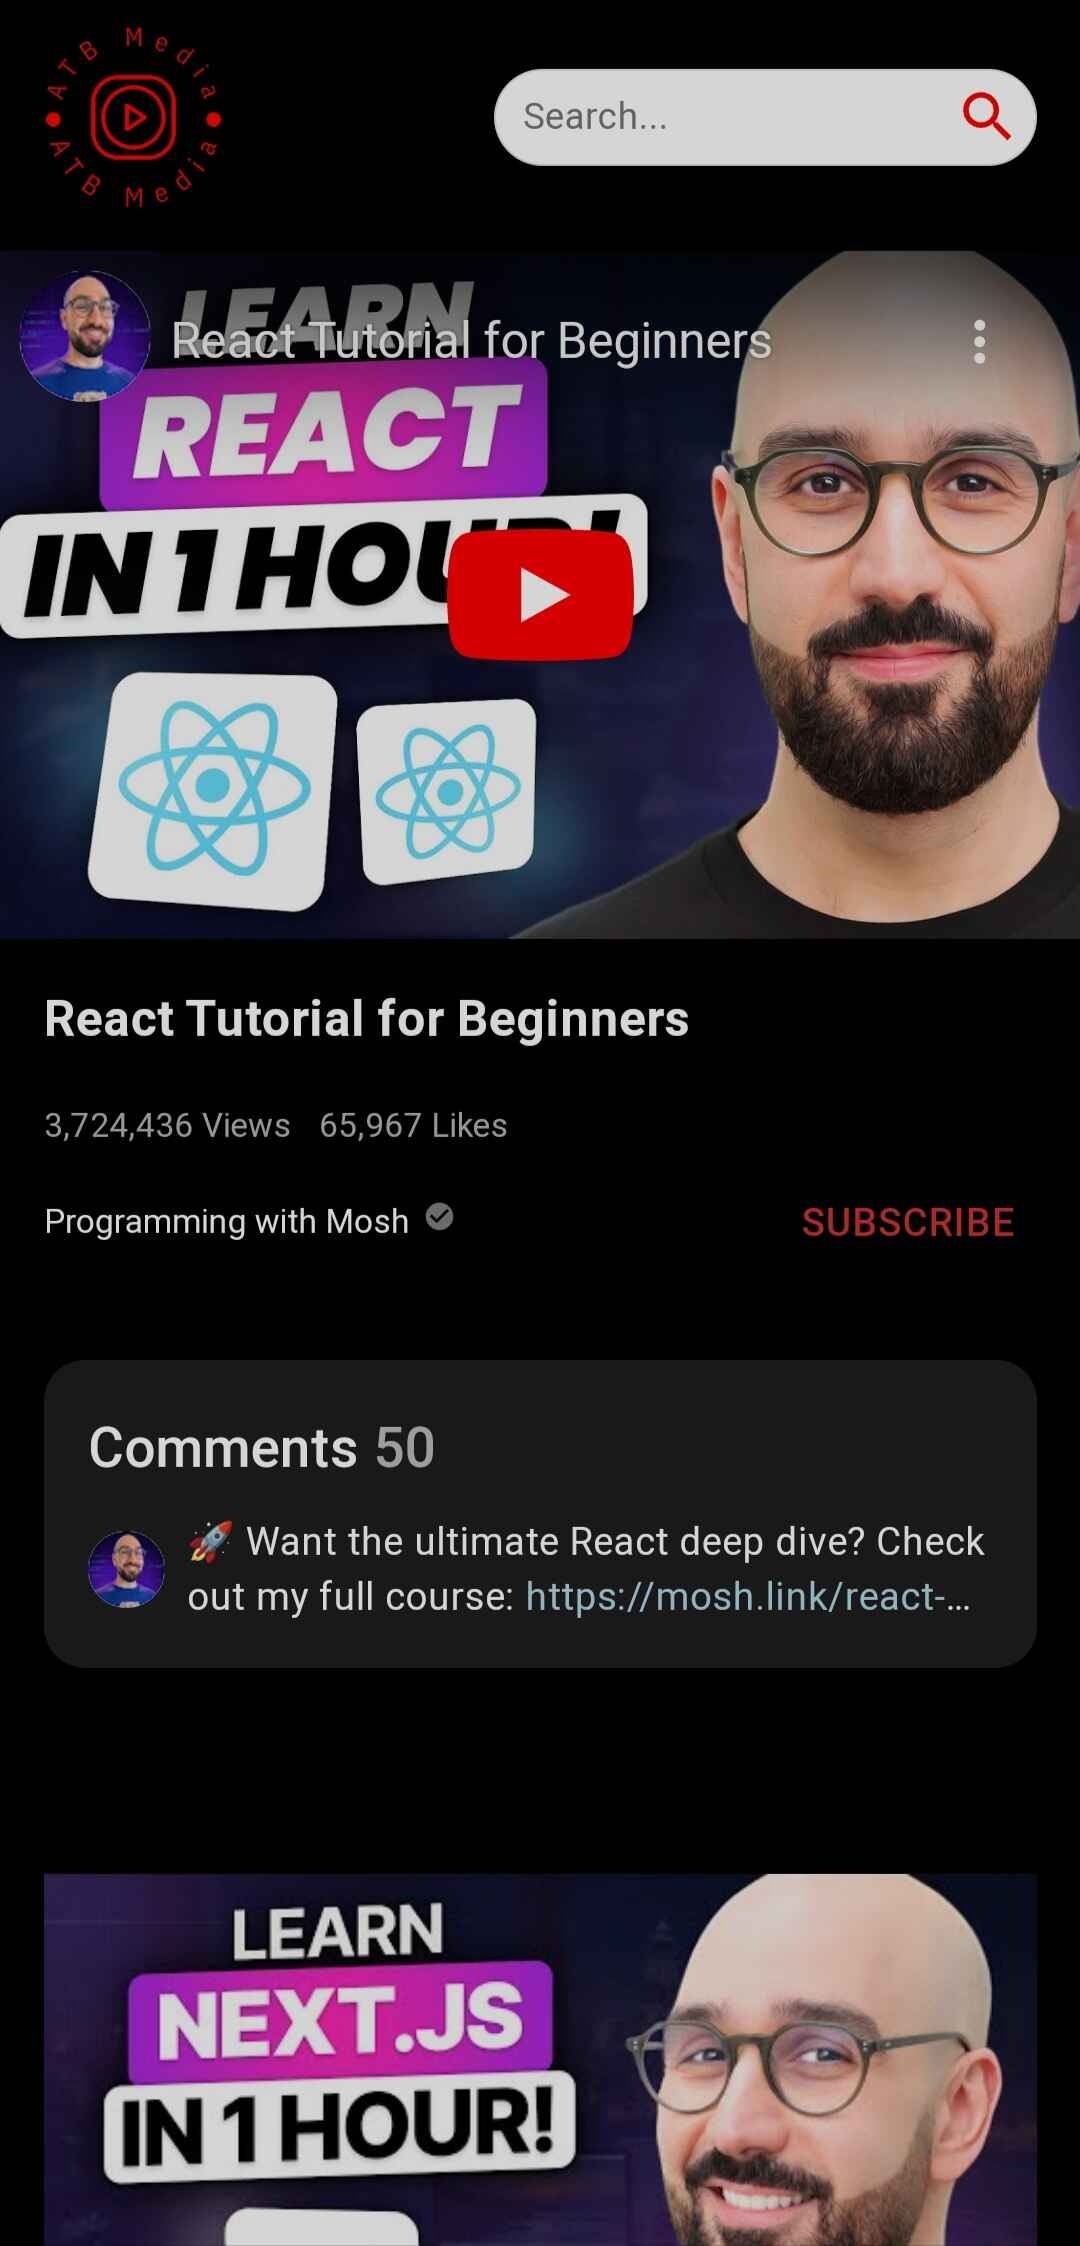 ATB Media
ATB Media
Search...
LEARN
React Tutorial for Beginners
REACT
IN 1 HOUR!
React Tutorial for Beginners
3,724,436 Views 65,967 Likes
Programming with Mosh
SUBSCRIBE
Comments 50
🚀 Want the ultimate React deep dive? Check
out my full course: https://mosh.link/react-...
LEARN
NEXT.JS
IN 1 HOUR!